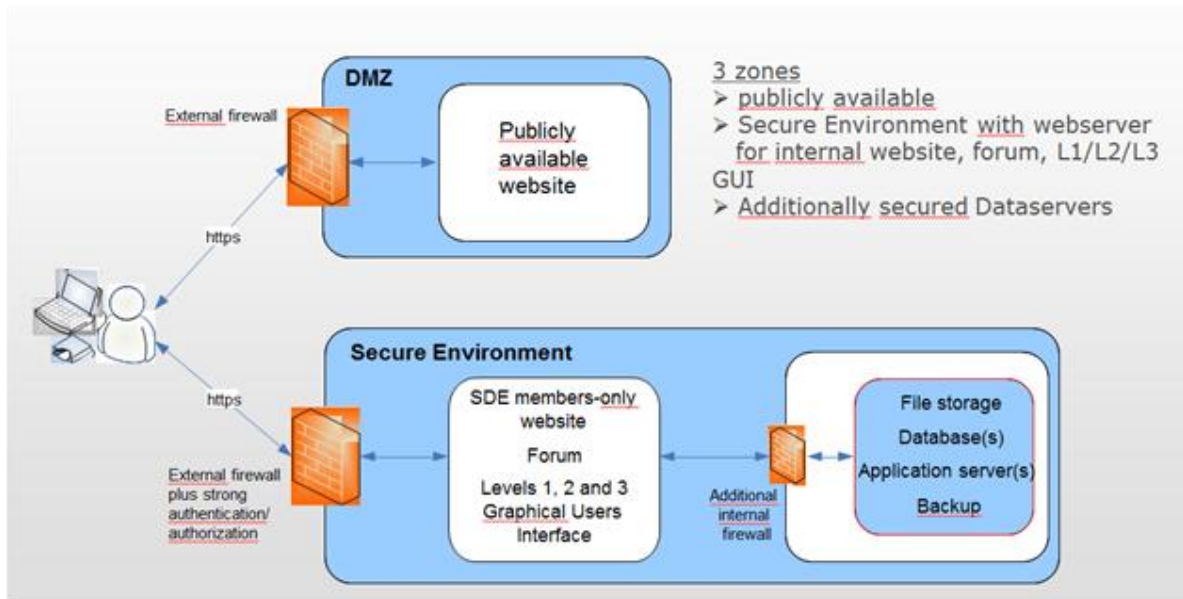 DMZ
External firewall
Publicly
available
website
3 zones
➢ publicly available
➢ Secure Environment with webserver
for internal website, forum, L1/L2/L3
GUI
➢ Additionally secured Dataservers
https
https
External firewall
plus strong
authentication/
authorization
Secure Environment
SDE members-only
website
Forum
Levels 1, 2 and 3
Graphical Users
Interface
Additional
internal
firewall
File storage
Database(s)
Application server(s)
Backup